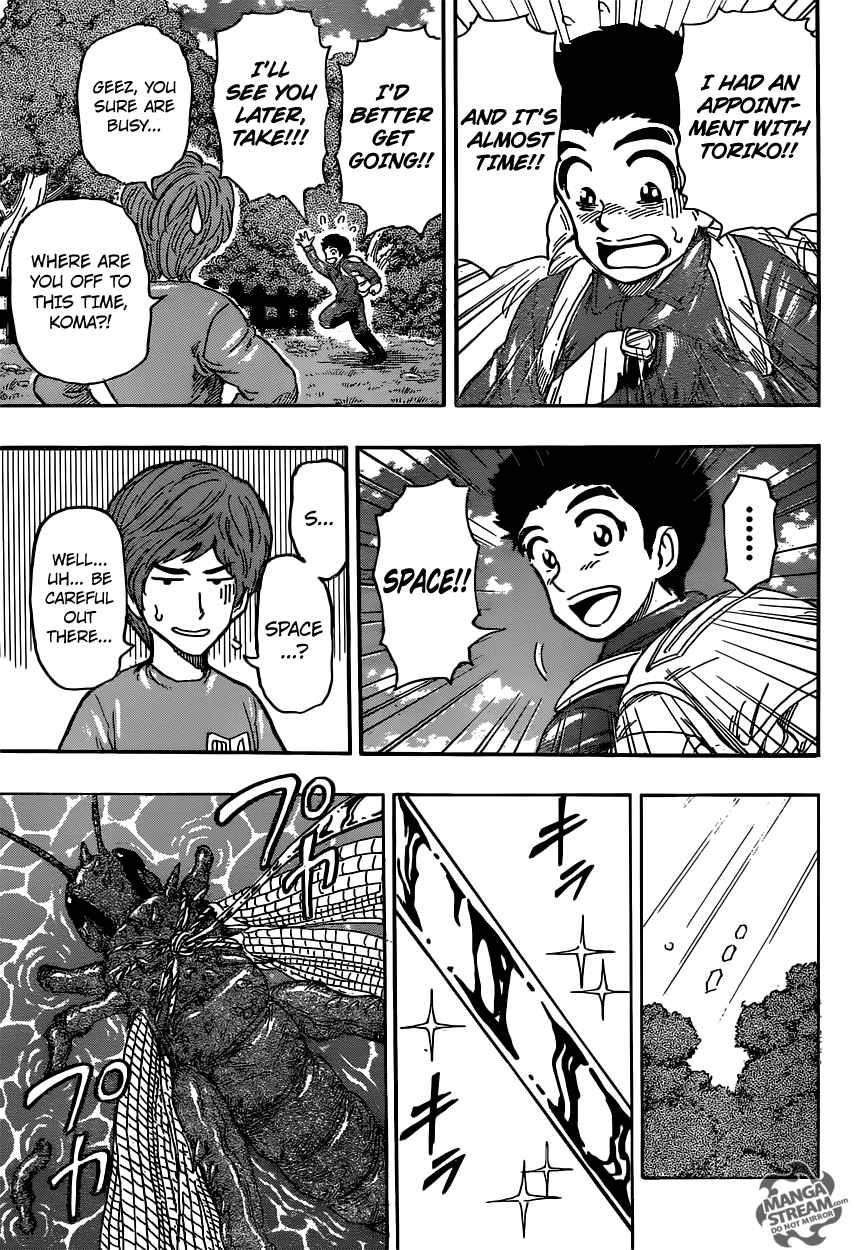 I HAD AN
APPOINT-
MENT WITH
TORIKO!!
AND IT'S
ALMOST
TIME!!
I'D
BETTER
GET
GOING!!
I'LL
SEE YOU
LATER,
TAKE!!!
GEEZ, YOU
SURE ARE
BUSY...
WHERE ARE
YOU OFF TO
THIS TIME,
KOMA?!
......
SPACE!!
S...
SPACE
...?
WELL...
UH... BE
CAREFUL
OUT
THERE...
キラ
キラ
プカ
プカ
MANGA
STREAM.com
DO NOT MIRROR